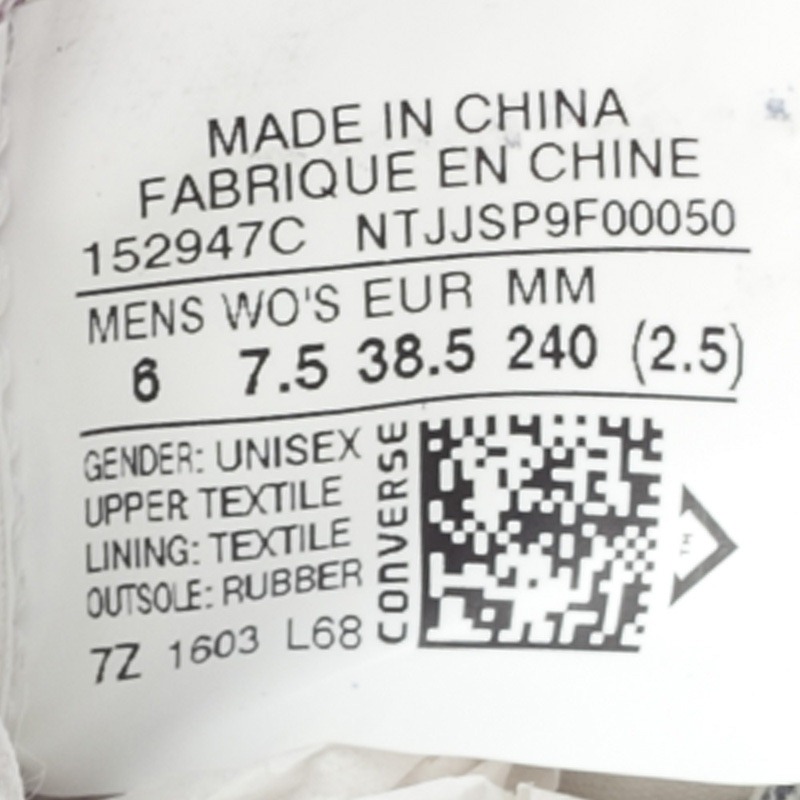 MADE IN CHINA
FABRIQUE EN CHINE
152947C NTJJSP9F00050
MENS WO'S EUR MM
6 7.5 38.5 240 (2.5)
GENDER: UNISEX
UPPER TEXTILE
LINING: TEXTILE
OUTSOLE: RUBBER
7Z 1603 L68
CONVERSE
TM